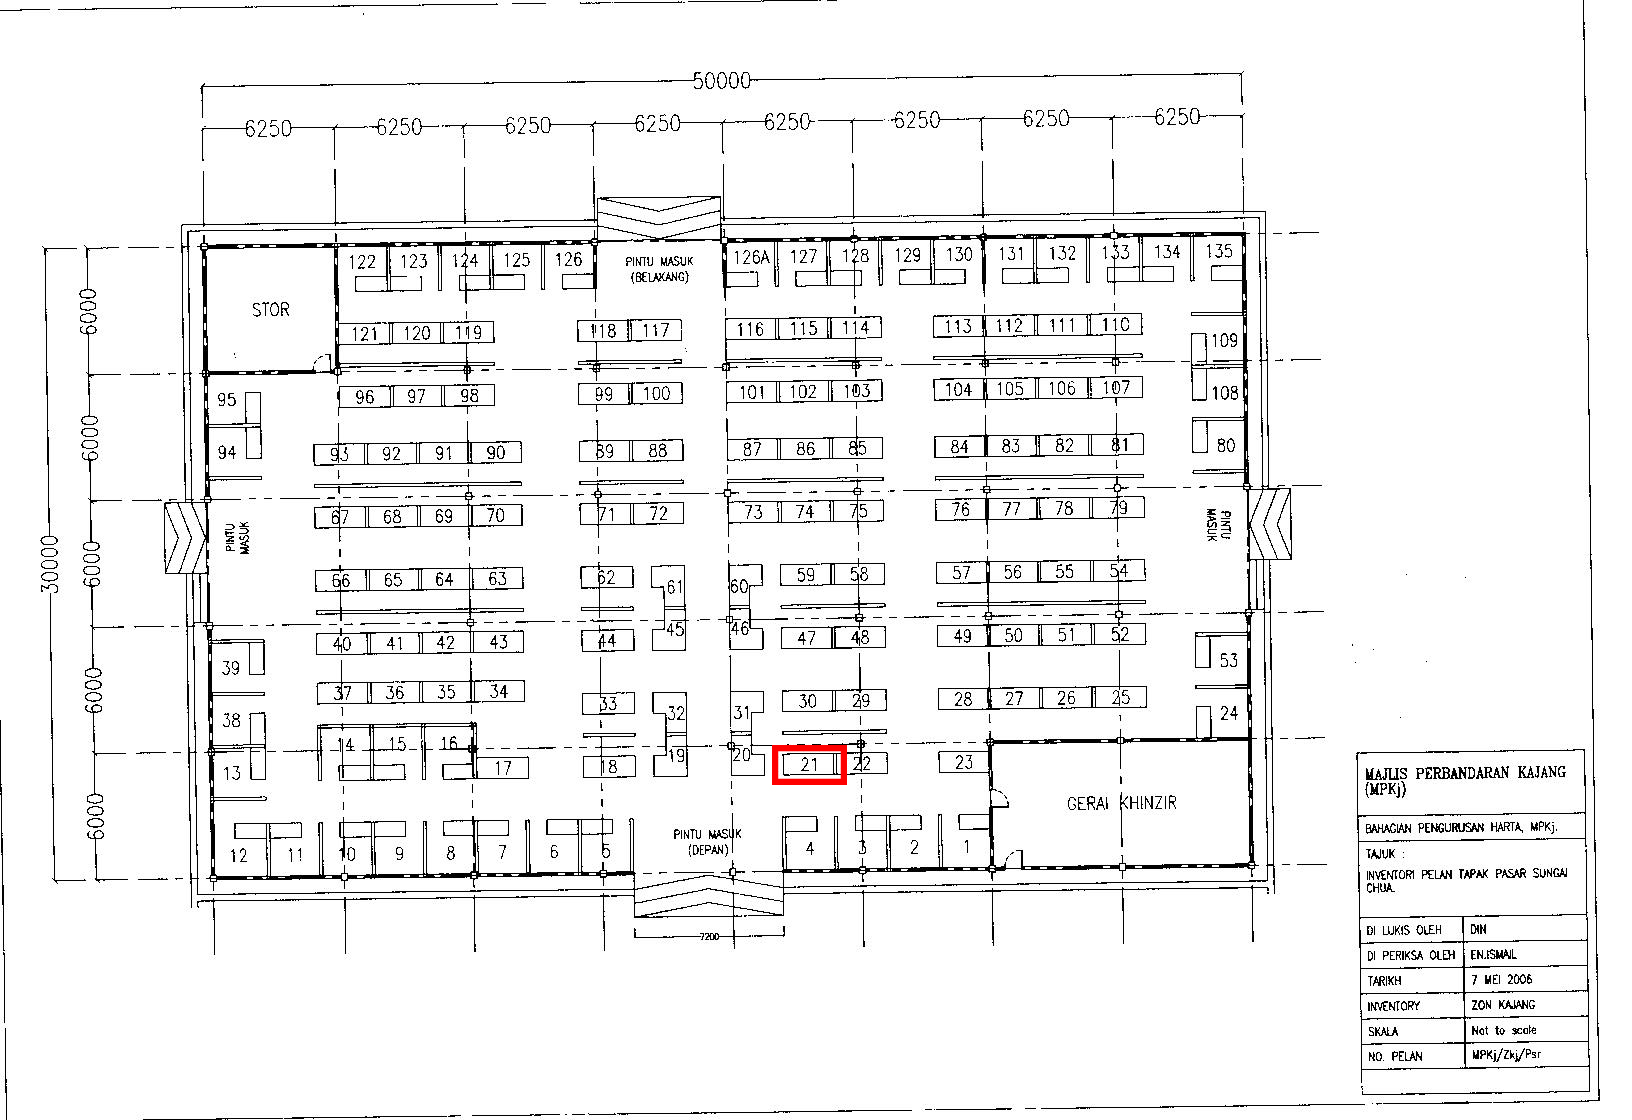 50000
6250 6250 6250 6250 6250 6250 6250 6250
122 123 124 125 126
PINTU MASUK
(BELAKANG)
126A 127 128 129 130 131 132 133 134 135
STOR
6000
121 120 119 118 117 116 115 114 113 112 111 110
109
96 97 98 99 100 101 102 103 104 105 106 107
108
95
6000
94
93 92 91 90 89 88 87 86 85 84 83 82 81
80
67 68 69 70 71 72 73 74 75 76 77 78 79
PINTU
MASUK
PINTU
MASUK
30000
6000
66 65 64 63 62 61 60 59 58 57 56 55 54
40 41 42 43 44 45 46 47 48 49 50 51 52
39
53
6000
37 36 35 34 33 32 31 30 29 28 27 26 25
38
24
14 15 16
13
17 18 19 20 21 22 23
6000
GERAI KHINZIR
PINTU MASUK
(DEPAN)
12 11 10 9 8 7 6 5 4 3 2 1
7200
MAJLIS PERBANDARAN KAJANG
(MPKj)
BAHAGIAN PENGURUSAN HARTA, MPKj.
TAJUK :
INVENTORI PELAN TAPAK PASAR SUNGAI
CHUA.
DI LUKIS OLEH DIN
DI PERIKSA OLEH EN.ISMAIL
TARIKH 7 MEI 2006
INVENTORY ZON KAJANG
SKALA Not to scale
NO. PELAN MPKj/Zkj/Psr